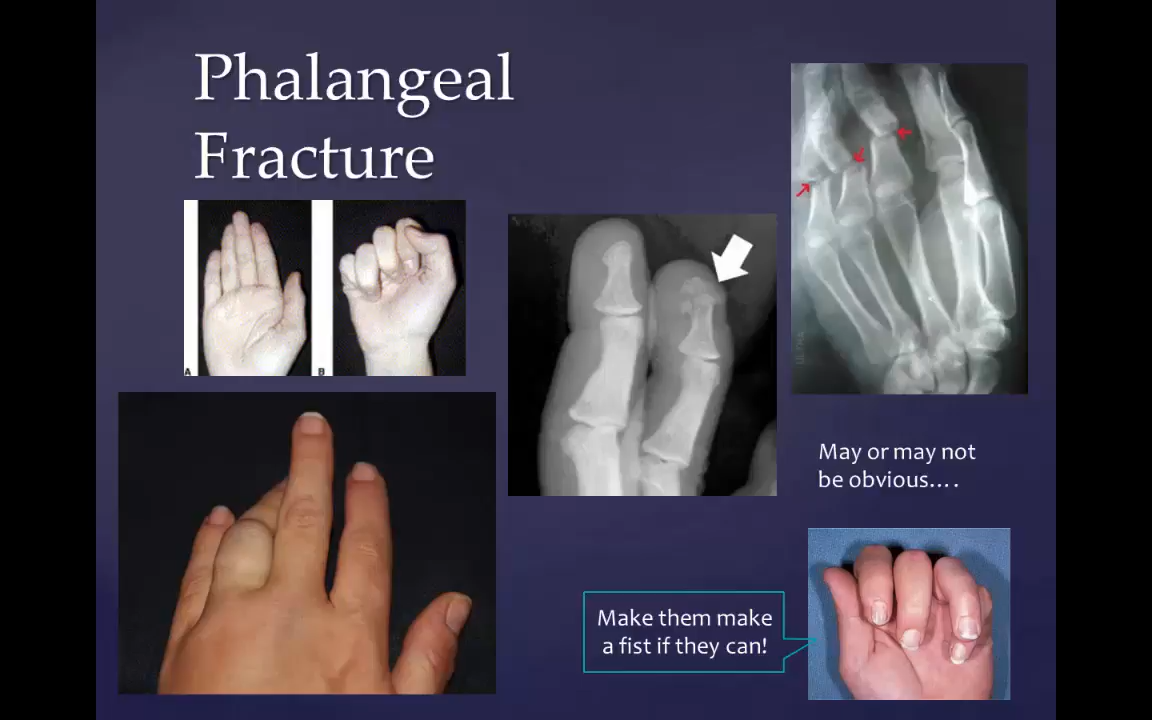 Phalangeal
Fracture
A
B
May or may not
be obvious....
Make them make
a fist if they can!